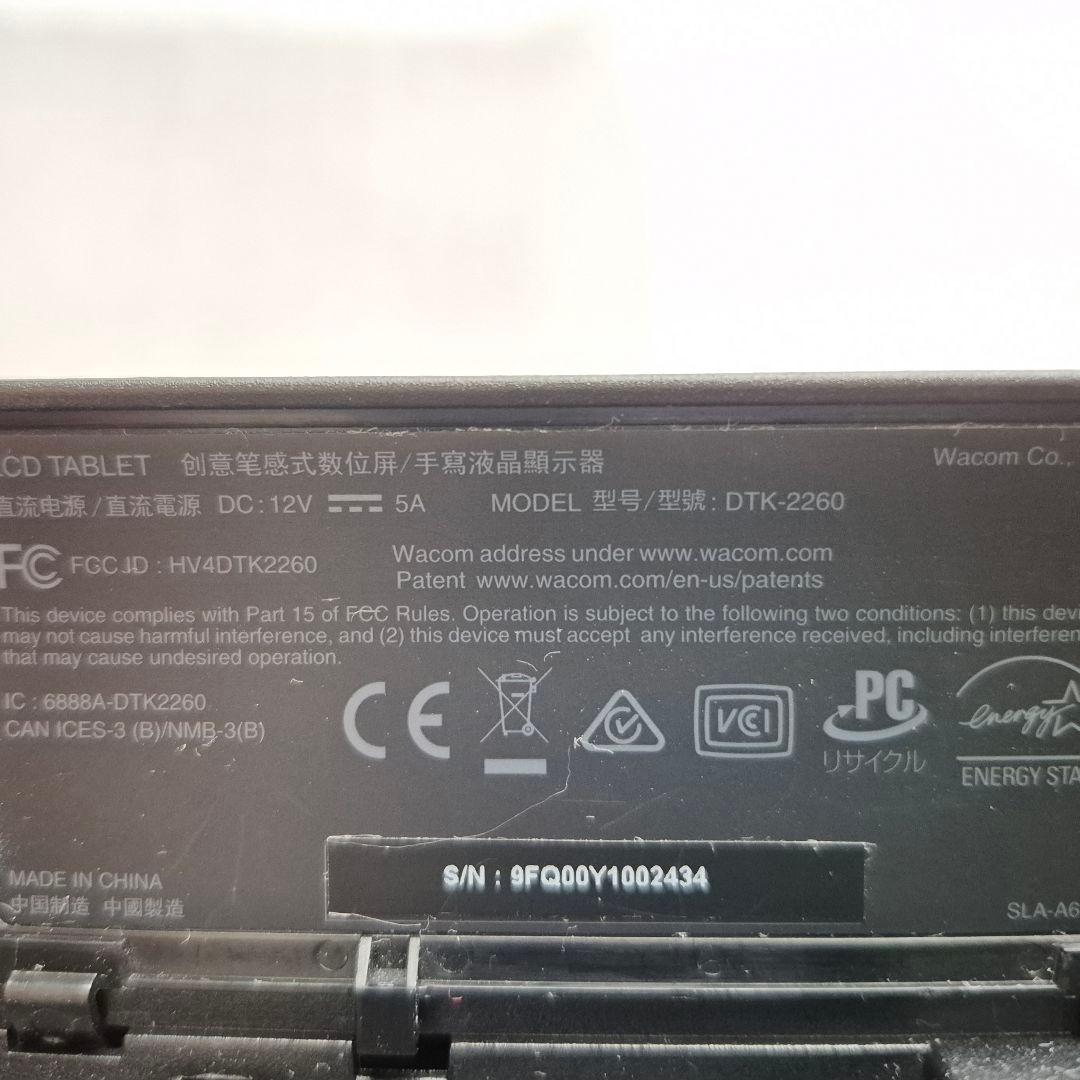 LCD TABLET 创意笔感式数位屏/手寫液晶顯示器 Wacom Co.,
直流电源/直流電源 DC:12V 5A MODEL 型号/型號: DTK-2260
FC FCC ID : HV4DTK2260
Wacom address under www.wacom.com
Patent www.wacom.com/en-us/patents
This device complies with Part 15 of FCC Rules. Operation is subject to the following two conditions: (1) this
may not cause harmful interference, and (2) this device must accept any interference received, including
that may cause undesired operation.
IC : 6888A-DTK2260
CAN ICES-3 (B)/NMB-3(B)
CE
VCI
PC
リサイクル
energy
ENERGY
S/N : 9FQ00Y1002434
MADE IN CHINA
中国制造 中國製造
SLA-A6